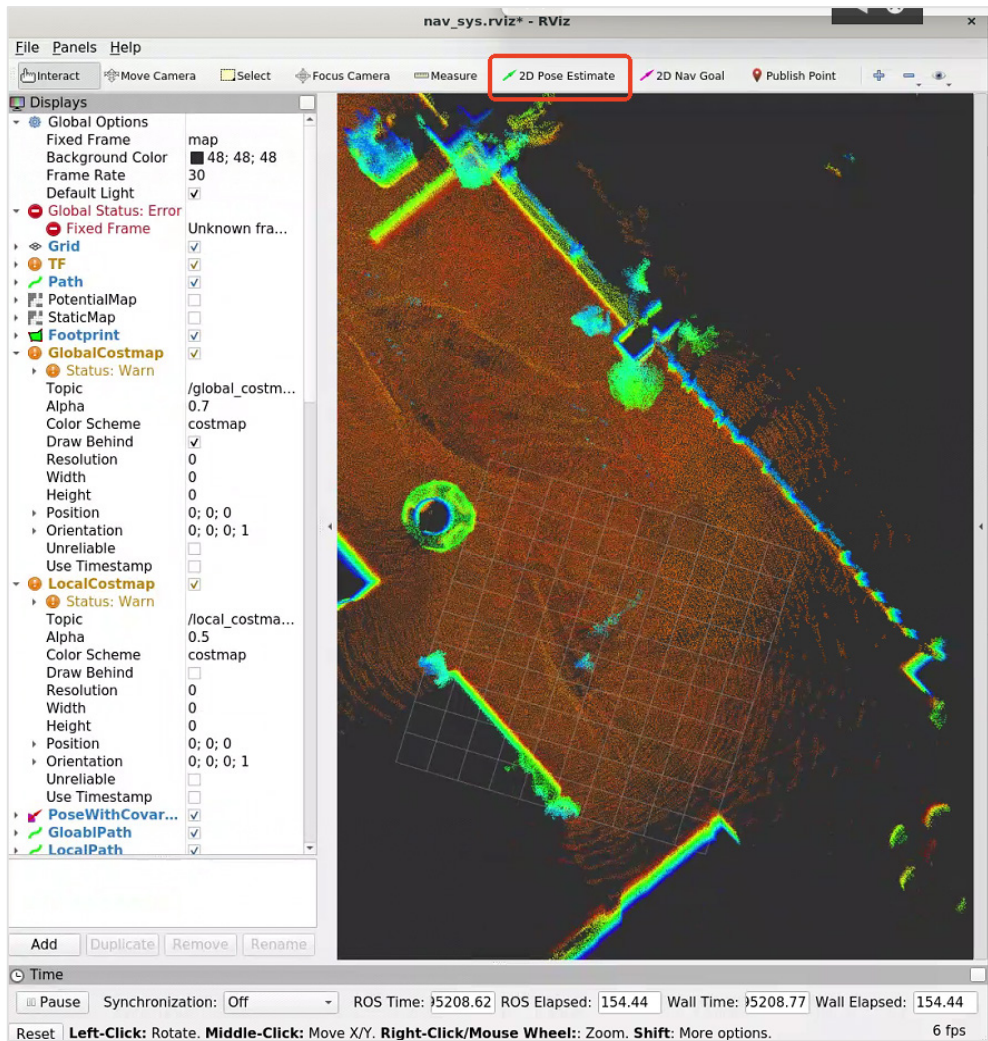 nav_sys.rviz* - RViz
×
File Panels Help
Interact Move Camera Select Focus Camera Measure 2D Pose Estimate 2D Nav Goal Publish Point
Displays
Global Options
Fixed Frame map
Background Color 48; 48; 48
Frame Rate 30
Default Light ✓
Global Status: Error
Fixed Frame Unknown fra...
Grid ✓
TF ✓
Path ✓
PotentialMap
StaticMap
Footprint ✓
GlobalCostmap ✓
Status: Warn
Topic /global_costm...
Alpha 0.7
Color Scheme costmap
Draw Behind ✓
Resolution 0
Width 0
Height 0
Position 0; 0; 0
Orientation 0; 0; 0; 1
Unreliable
Use Timestamp
LocalCostmap ✓
Status: Warn
Topic /local_costma...
Alpha 0.5
Color Scheme costmap
Draw Behind
Resolution 0
Width 0
Height 0
Position 0; 0; 0
Orientation 0; 0; 0; 1
Unreliable
Use Timestamp
PoseWithCovar... ✓
GloablPath ✓
LocalPath ✓
Add Duplicate Remove Rename
Time
Pause Synchronization: Off ROS Time: 95208.62 ROS Elapsed: 154.44 Wall Time: 95208.77 Wall Elapsed: 154.44
Reset Left-Click: Rotate. Middle-Click: Move X/Y. Right-Click/Mouse Wheel:: Zoom. Shift: More options. 6 fps